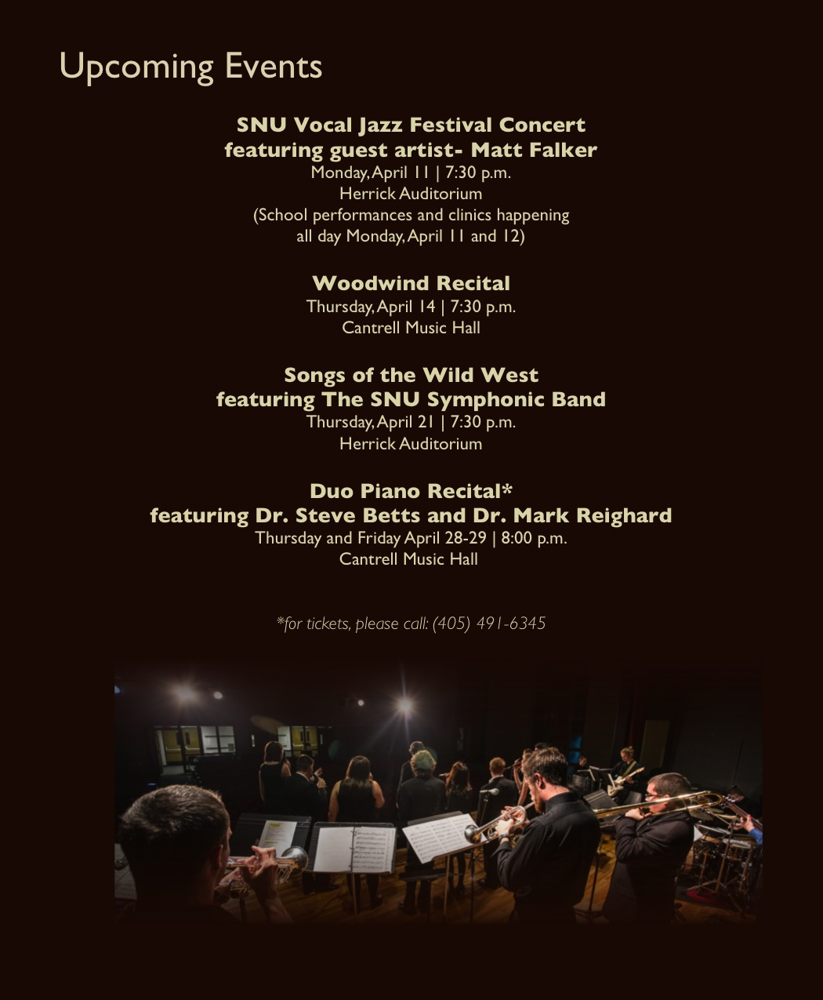 Upcoming Events
SNU Vocal Jazz Festival Concert
featuring guest artist- Matt Falker
Monday, April 11 | 7:30 p.m.
Herrick Auditorium
(School performances and clinics happening
all day Monday, April 11 and 12)
Woodwind Recital
Thursday, April 14 | 7:30 p.m.
Cantrell Music Hall
Songs of the Wild West
featuring The SNU Symphonic Band
Thursday, April 21 | 7:30 p.m.
Herrick Auditorium
Duo Piano Recital*
featuring Dr. Steve Betts and Dr. Mark Reighard
Thursday and Friday April 28-29 | 8:00 p.m.
Cantrell Music Hall
*for tickets, please call: (405) 491-6345